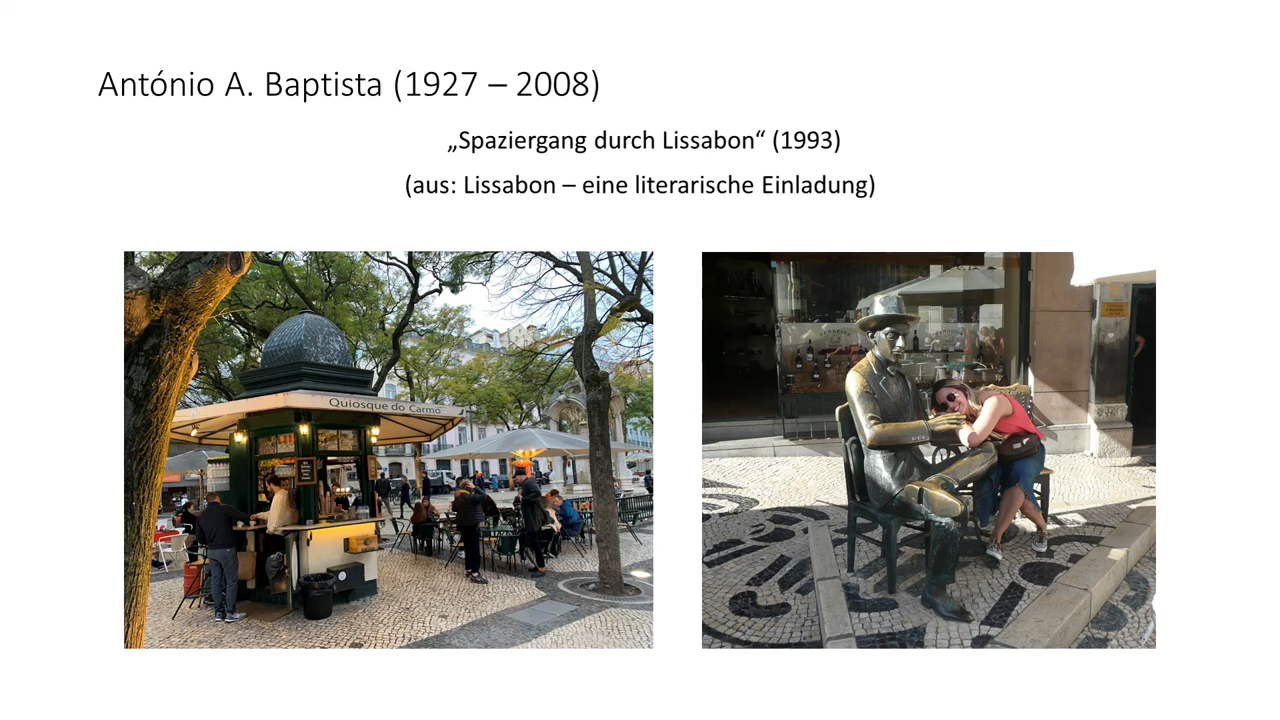 António A. Baptista (1927 – 2008)
„Spaziergang durch Lissabon“ (1993)
(aus: Lissabon – eine literarische Einladung)
Quiosque do Carmo